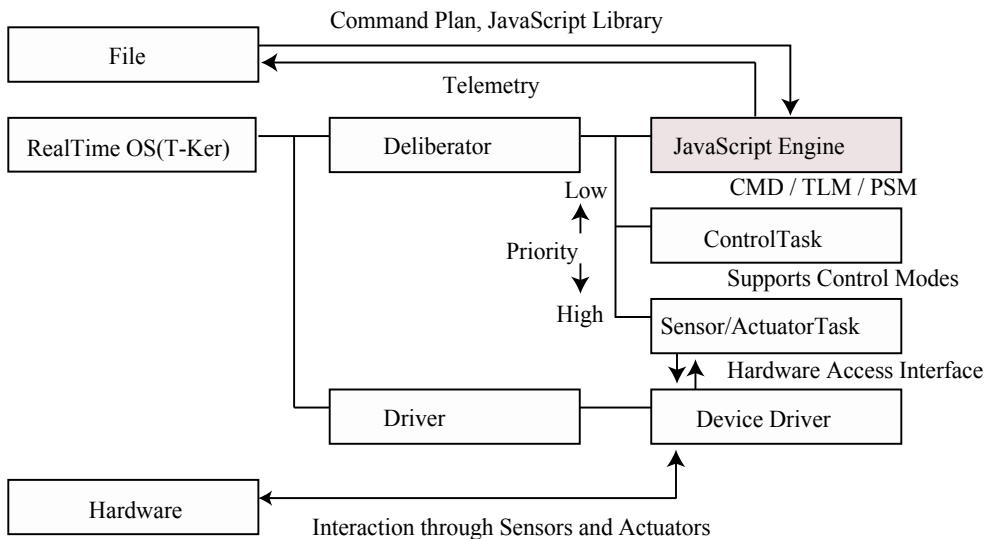 Command Plan, JavaScript Library
File
Telemetry
RealTime OS(T-Ker)
Deliberator
JavaScript Engine
CMD / TLM / PSM
Low
ControlTask
Priority
Supports Control Modes
High
Sensor/ActuatorTask
Hardware Access Interface
Driver
Device Driver
Hardware
Interaction through Sensors and Actuators